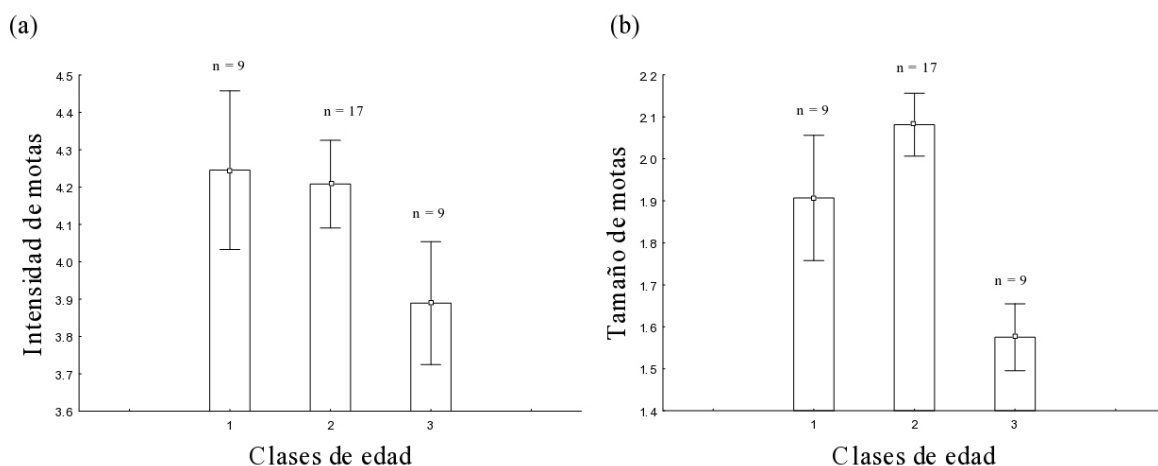 (a)
n = 9
n = 17
n = 9
4.5
4.4
4.3
4.2
4.1
4.0
3.9
3.8
3.7
3.6
Intensidad de motas
1 2 3
Clases de edad
(b)
n = 17
n = 9
n = 9
2.2
2.1
2.0
1.9
1.8
1.7
1.6
1.5
1.4
Tamaño de motas
1 2 3
Clases de edad